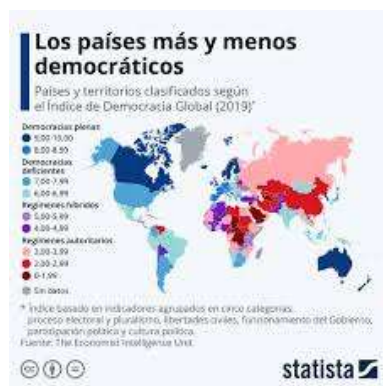 Los países más y menos
democráticos
Países y territorios clasificados según
el Índice de Democracia Global (2019)*
Democracias plenas
9,00-10,00
8,00-8,99
Democracias
deficientes
7,00-7,99
6,00-6,99
Regímenes híbridos
5,00-5,99
4,00-4,99
Regímenes autoritarios
3,00-3,99
2,00-2,99
0-1,99
Sin datos
* Índice basado en indicadores agrupados en cinco categorías:
proceso electoral y pluralismo, libertades civiles, funcionamiento del Gobierno,
participación política y cultura política.
Fuente: The Economist Intelligence Unit
statista